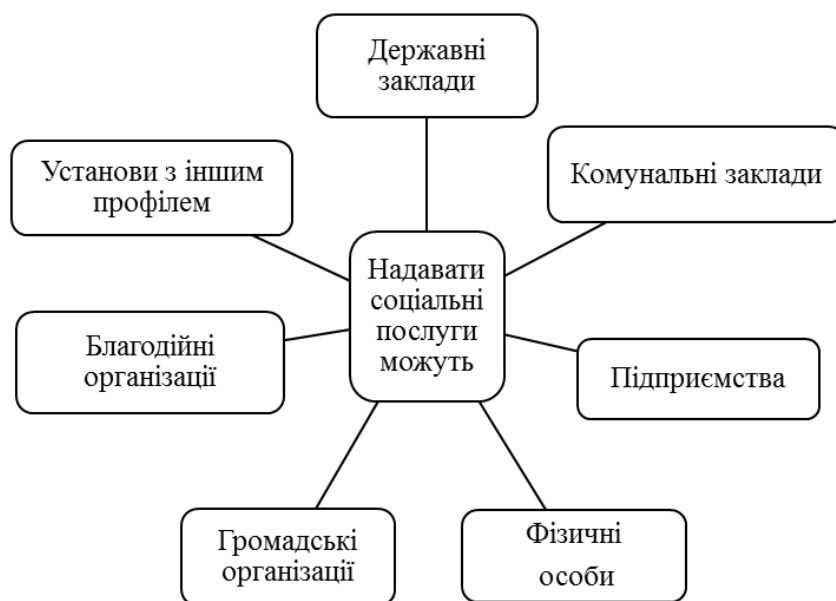 Державні
заклади
Установи з іншим
профілем
Комунальні заклади
Надавати
соціальні
послуги
можуть
Благодійні
організації
Підприємства
Громадські
організації
Фізичні
особи